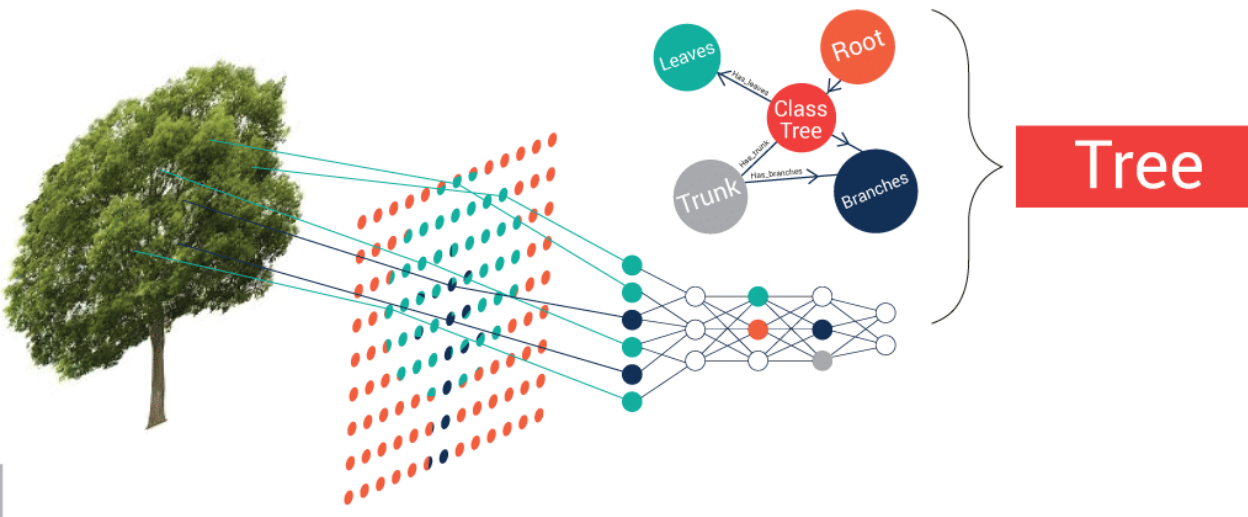 Leaves
Root
Has_leaves
Class
Tree
Has_trunk
Has_branches
Trunk
Branches
Tree